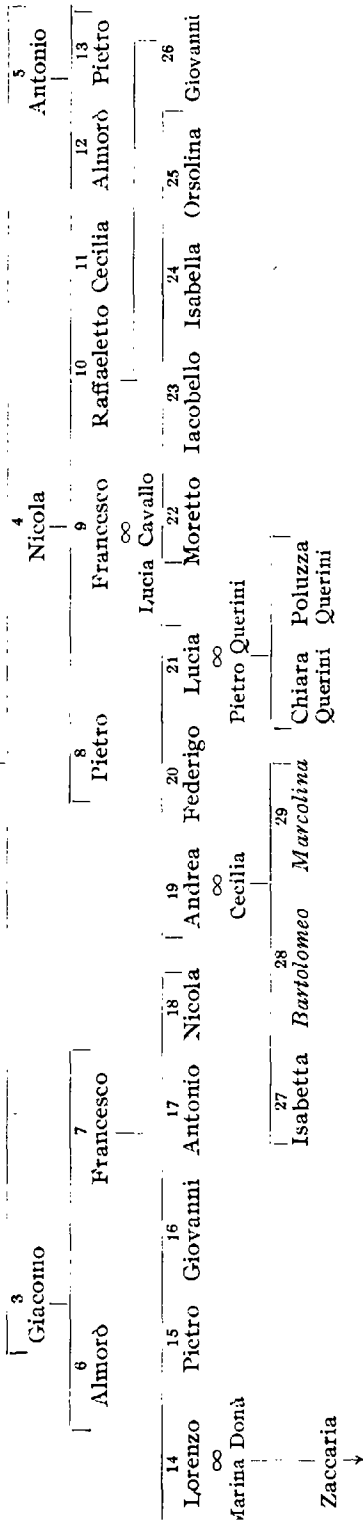 3 4 5
Giacomo Nicola Antonio
6 7 8 9 10 11 12 13
Almorò Francesco Pietro Francesco Raffaeletto Cecilia Almorò Pietro
∞
Lucia Cavallo
14 15 16 17 18 19 20 21 22 23 24 25 26
Lorenzo Pietro Giovanni Antonio Nicola Andrea Federigo Lucia Moretto Iacobello Isabella Orsolina Giovanni
∞ ∞ ∞
Marina Donà Cecilia Pietro Querini
27 28 29
Zaccaria Isabetta Bartolomeo Marcolina Chiara Poluzza
Querini Querini